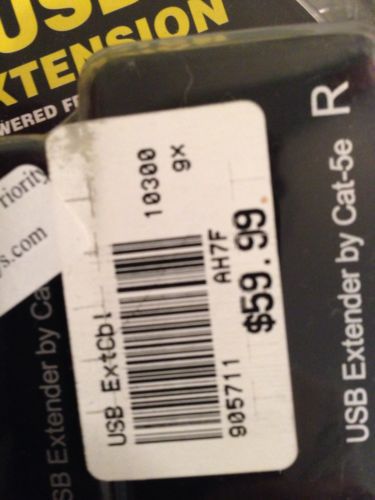 USB
EXTENSION
WERED F
riority
s.com
USB ExtCbl
10300
9x
905711
AH7F
$59.99
SB Extender by Ca
USB Extender by Cat-5e
R